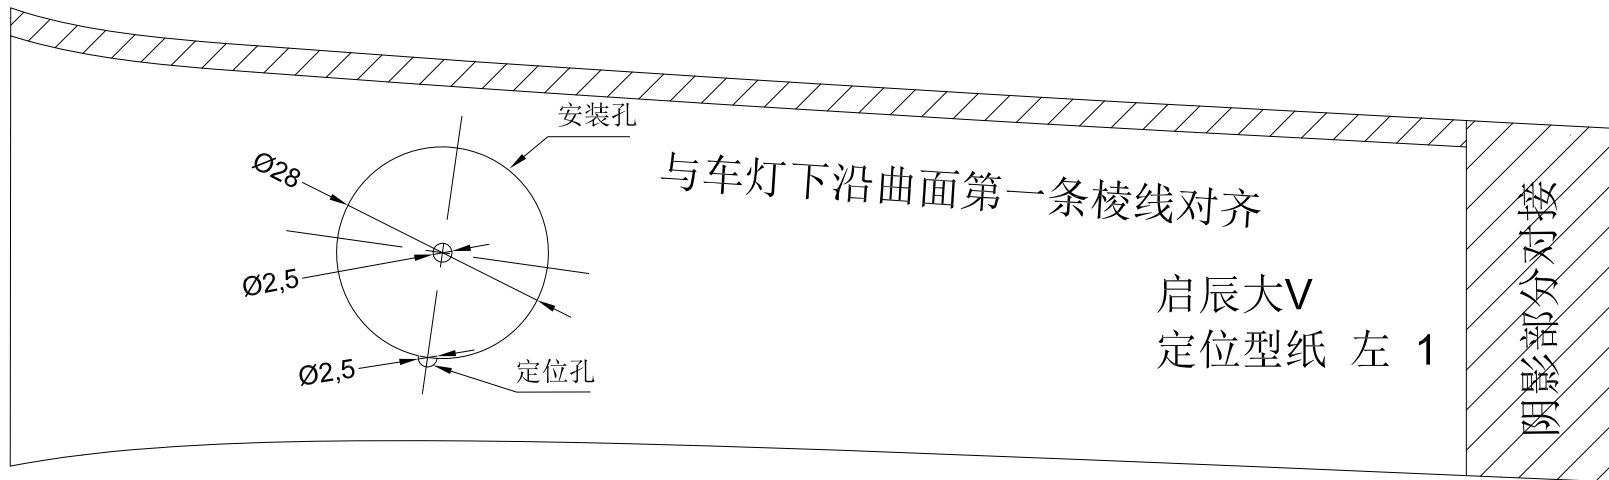 安装孔
Ø28
与车灯下沿曲面第一条棱线对齐
Ø2,5
启辰大V
定位型纸 左 1
Ø2,5
定位孔
阴影部分对接